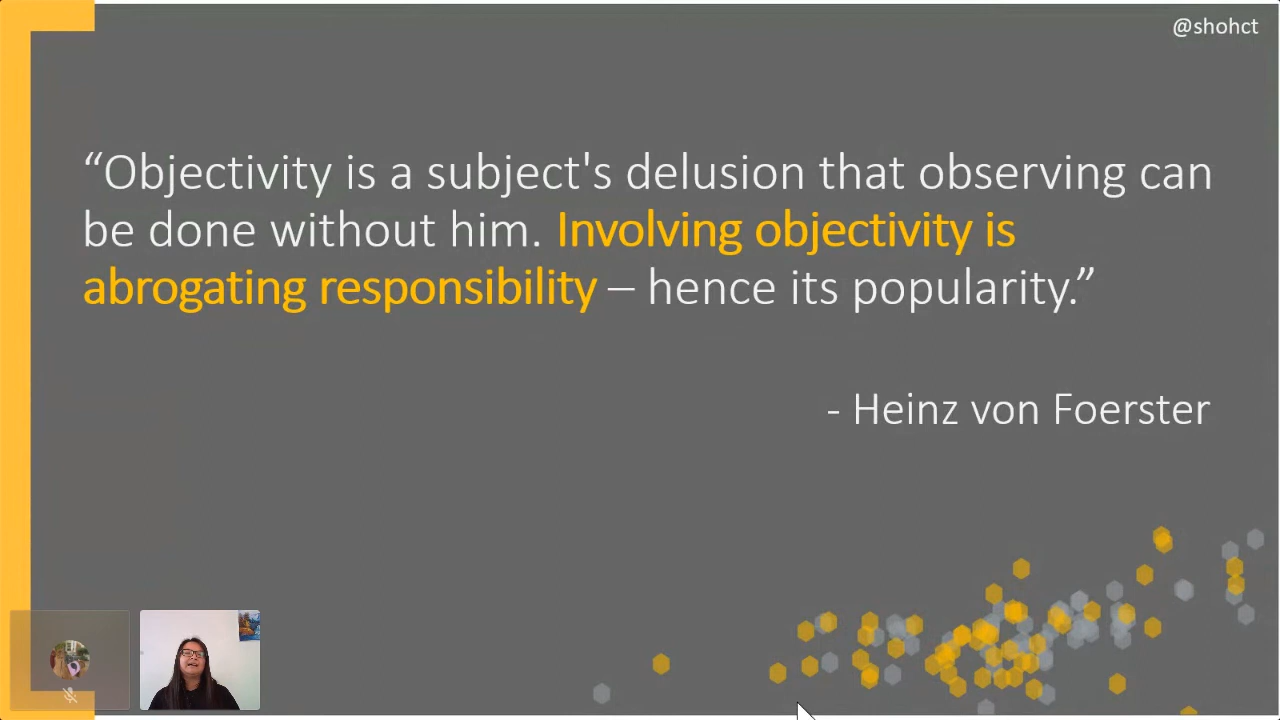 @shohct
“Objectivity is a subject's delusion that observing can
be done without him. Involving objectivity is
abrogating responsibility – hence its popularity.”
- Heinz von Foerster